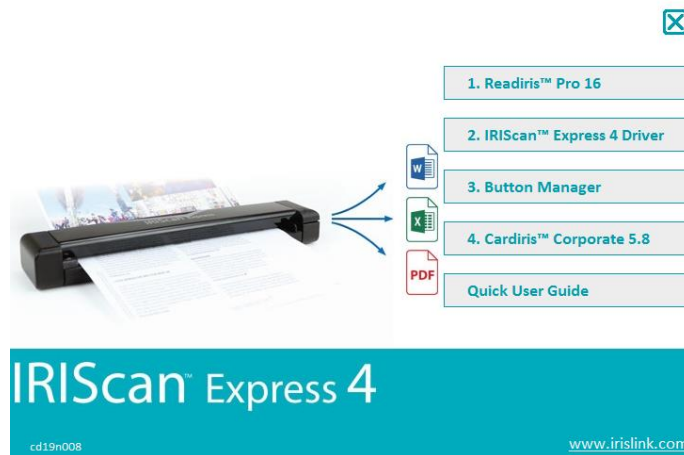 1. Readiris™ Pro 16
2. IRIScan™ Express 4 Driver
W
3. Button Manager
X
4. Cardiris™ Corporate 5.8
PDF
Quick User Guide
IRIScan™ Express 4
cd19n008
www.irislink.com